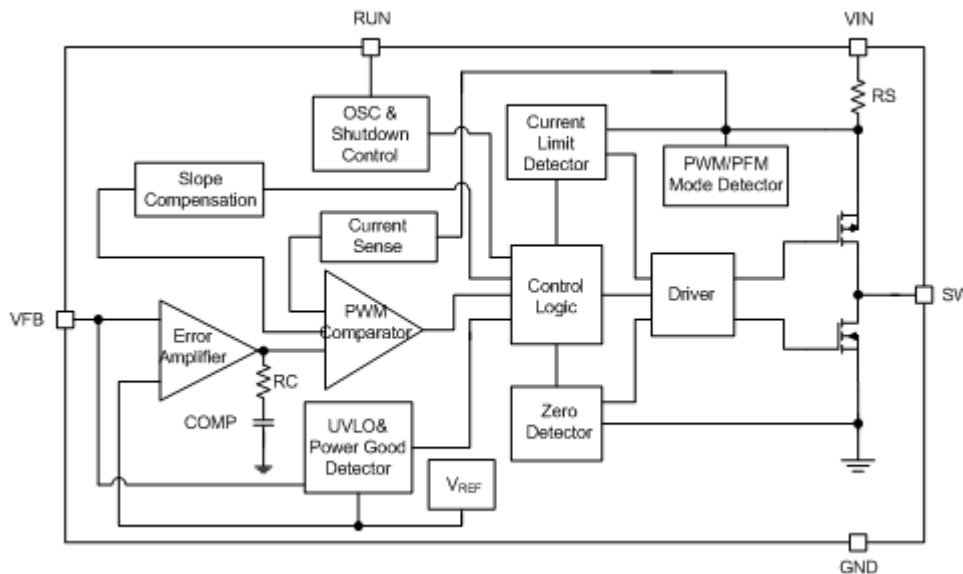 RUN
VIN
OSC &
Shutdown
Control
Current
Limit
Detector
RS
PWM/PFM
Mode Detector
Slope
Compensation
Current
Sense
Control
Logic
Driver
SW
VFB
Error
Amplifier
PWM
Comparator
RC
COMP
UVLO&
Power Good
Detector
VREF
Zero
Detector
GND